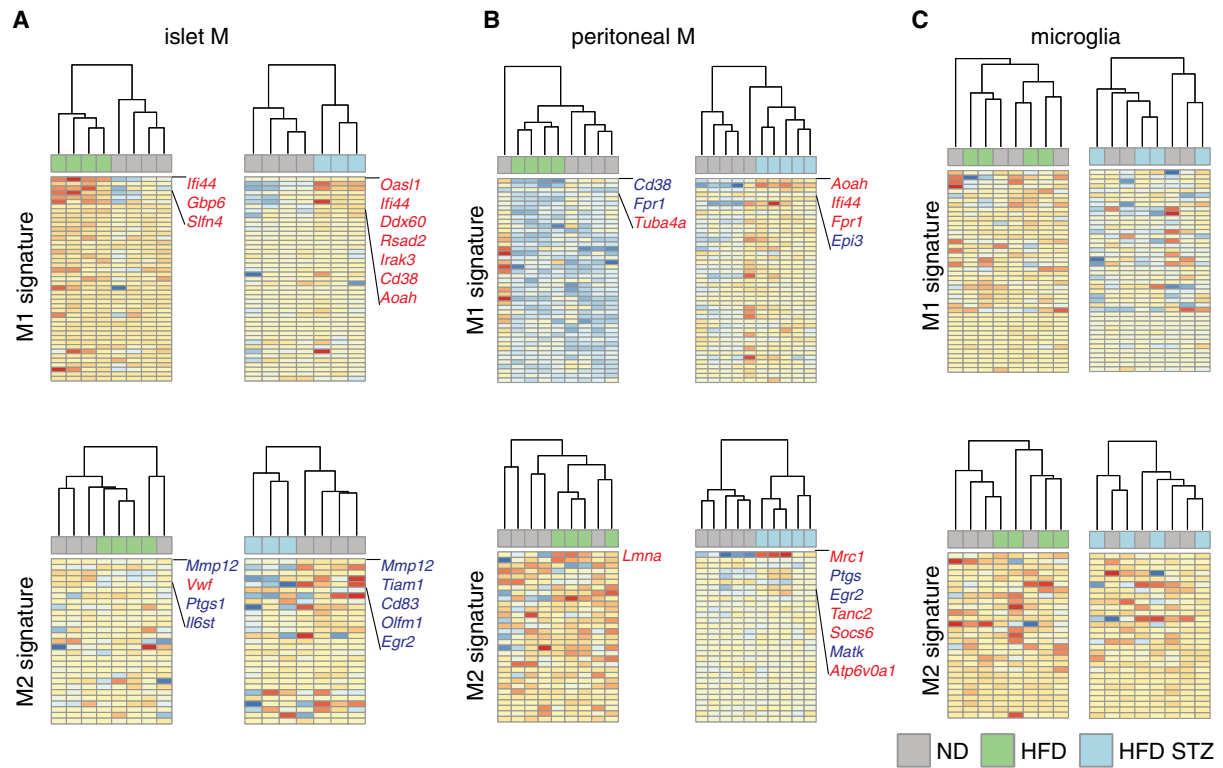 A
islet M
B
peritoneal M
C
microglia
M1 signature
Ifi44
Gbp6
Slfn4
Oasl1
Ifi44
Ddx60
Rsad2
Irak3
Cd38
Aoah
M1 signature
Cd38
Fpr1
Tuba4a
Aoah
Ifi44
Fpr1
Epi3
M1 signature
M2 signature
Mmp12
Vwf
Ptgs1
Il6st
Mmp12
Tiam1
Cd83
Olfm1
Egr2
M2 signature
Lmna
Mrc1
Ptgs
Egr2
Tanc2
Socs6
Matk
Atp6v0a1
M2 signature
ND
HFD
HFD STZ